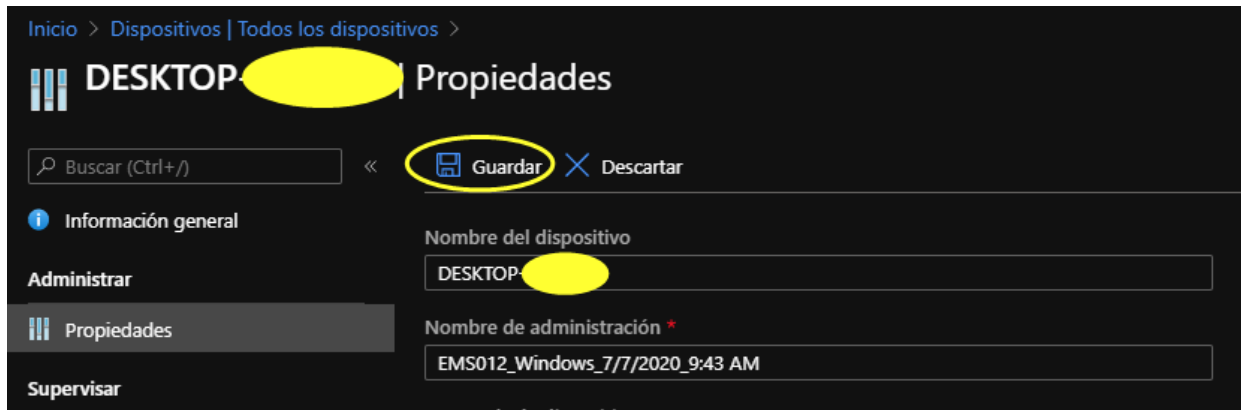 Inicio > Dispositivos | Todos los dispositivos >
DESKTOP- | Propiedades
Buscar (Ctrl+/) «
Guardar Descartar
Información general
Nombre del dispositivo
DESKTOP-
Administrar
Propiedades
Nombre de administración *
EMS012_Windows_7/7/2020_9:43 AM
Supervisar